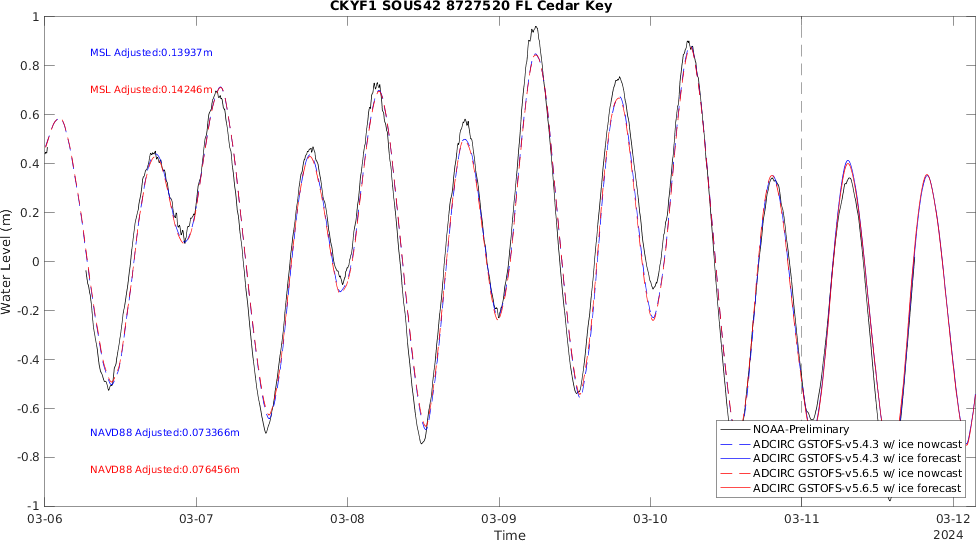 CKYF1 SOUS42 8727520 FL Cedar Key
1
0.8
0.6
0.4
0.2
0
-0.2
-0.4
-0.6
-0.8
-1
Water Level (m)
MSL Adjusted:0.13937m
MSL Adjusted:0.14246m
NAVD88 Adjusted:0.073366m
NAVD88 Adjusted:0.076456m
NOAA-Preliminary
ADCIRC GSTOFS-v5.4.3 w/ ice nowcast
ADCIRC GSTOFS-v5.4.3 w/ ice forecast
ADCIRC GSTOFS-v5.6.5 w/ ice nowcast
ADCIRC GSTOFS-v5.6.5 w/ ice forecast
03-06 03-07 03-08 03-09 03-10 03-11 03-12
Time
2024